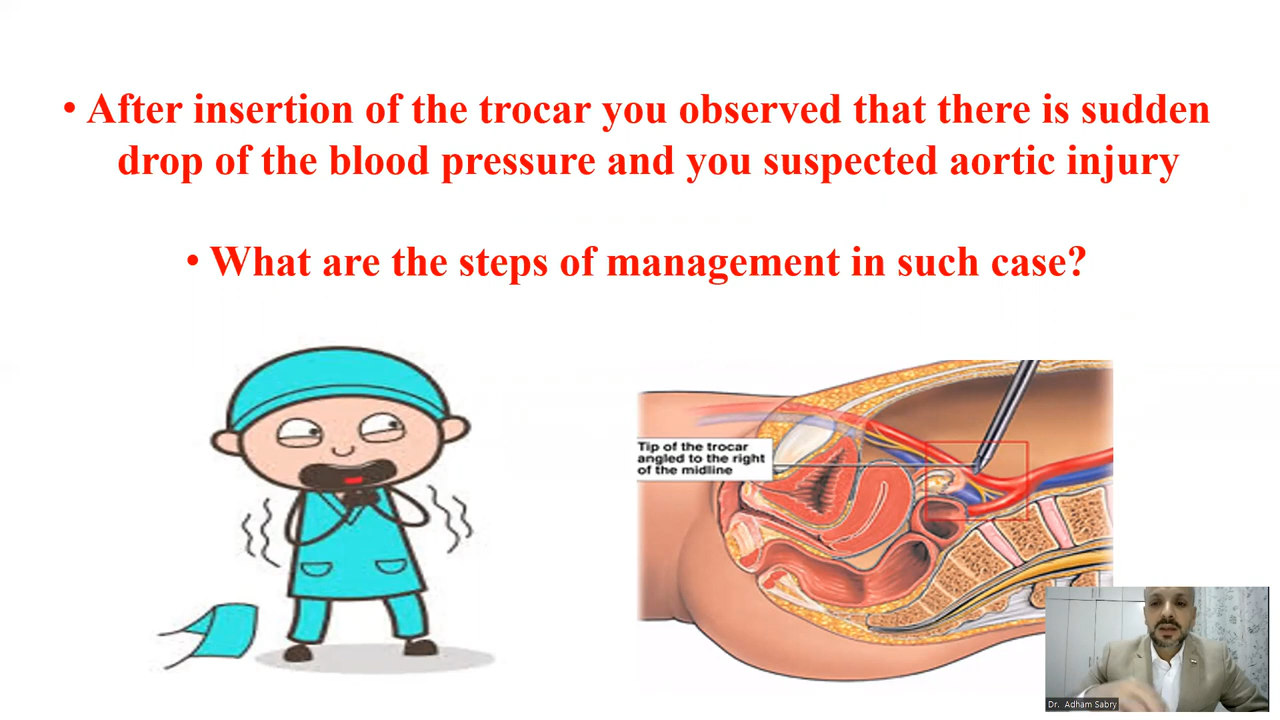 • After insertion of the trocar you observed that there is sudden
drop of the blood pressure and you suspected aortic injury
• What are the steps of management in such case?
Tip of the trocar
angled to the right
of the midline
Dr. Adham Sabry